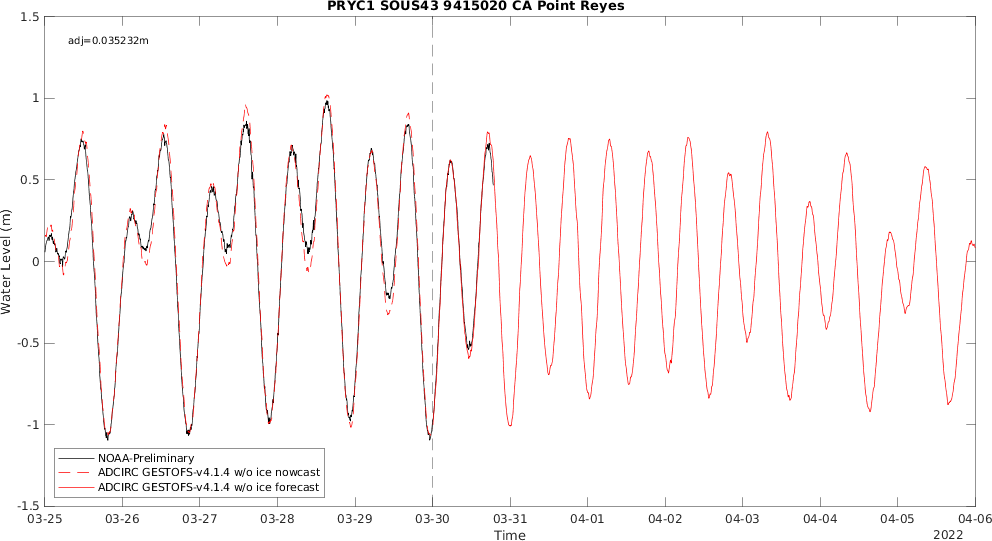 PRYC1 SOUS43 9415020 CA Point Reyes
1.5
adj=0.035232m
1
0.5
0
-0.5
-1
-1.5
Water Level (m)
NOAA-Preliminary
ADCIRC GESTOFS-v4.1.4 w/o ice nowcast
ADCIRC GESTOFS-v4.1.4 w/o ice forecast
03-25 03-26 03-27 03-28 03-29 03-30 03-31 04-01 04-02 04-03 04-04 04-05 04-06
Time
2022